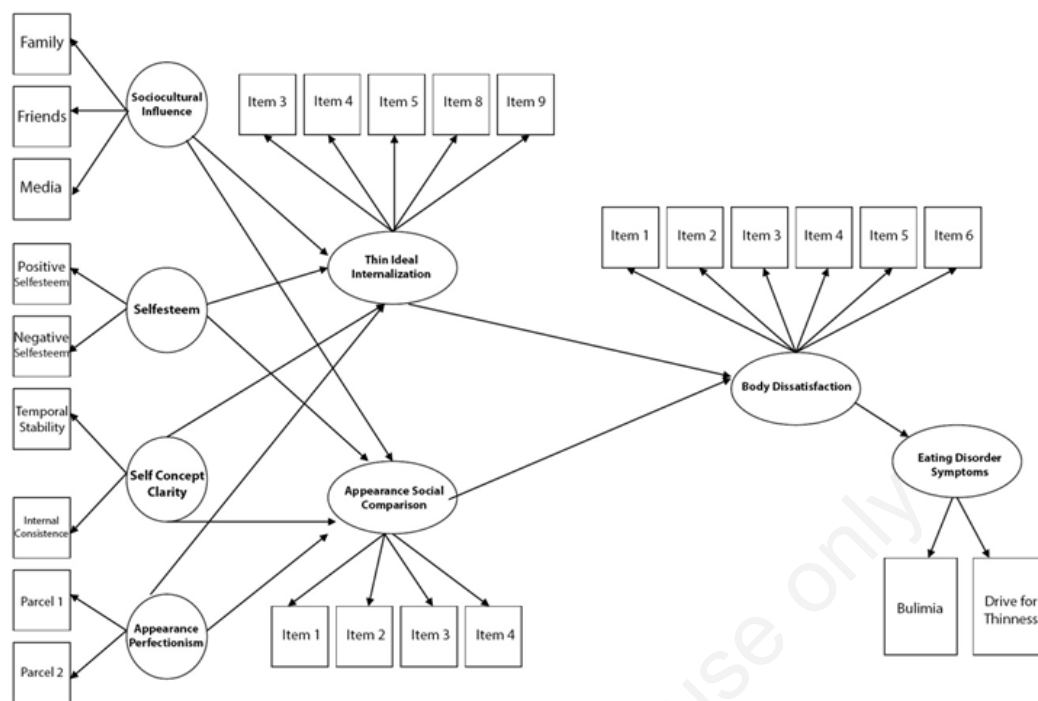 Family
Friends
Media
Sociocultural
Influence
Item 3
Item 4
Item 5
Item 8
Item 9
Positive
Selfesteem
Negative
Selfesteem
Selfesteem
Thin Ideal
Internalization
Item 1
Item 2
Item 3
Item 4
Item 5
Item 6
Body Dissatisfaction
Temporal
Stability
Internal
Consistence
Self Concept
Clarity
Appearance Social
Comparison
Eating Disorder
Symptoms
Parcel 1
Parcel 2
Appearance
Perfectionism
Item 1
Item 2
Item 3
Item 4
Bulimia
Drive for
Thinness
use only